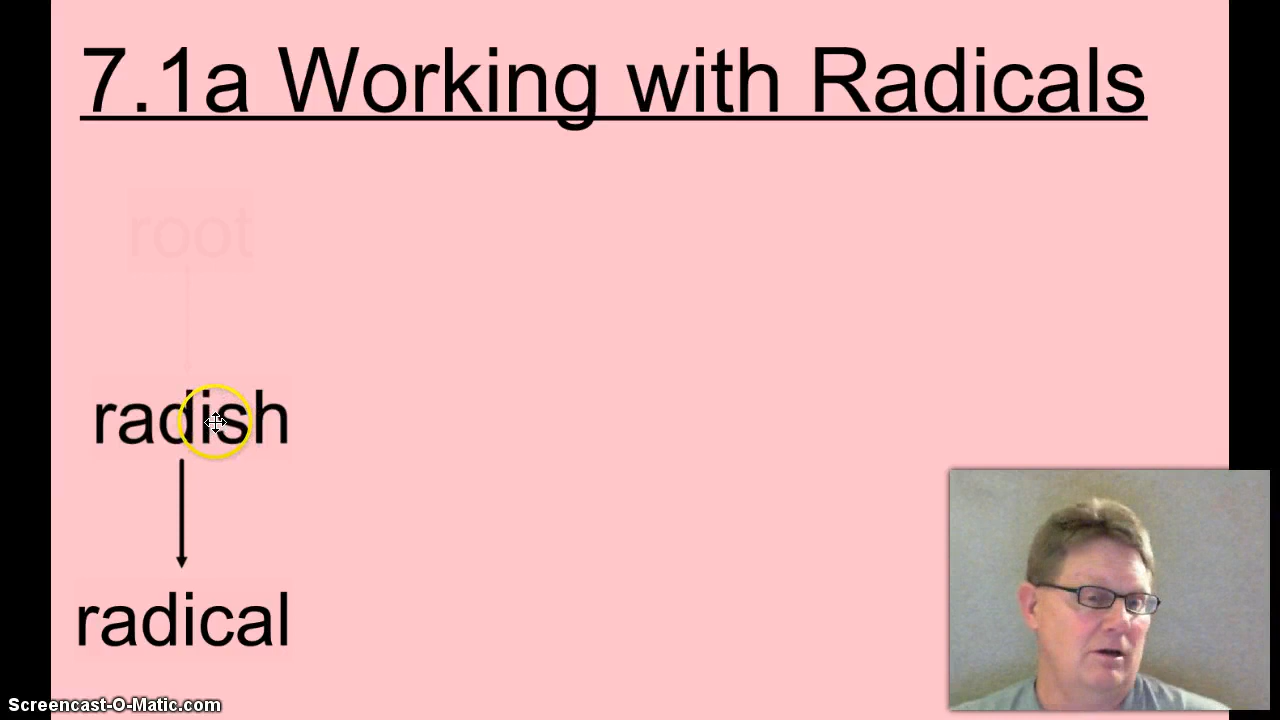 7.1a Working with Radicals
root
radish
radical
Screencast-O-Matic.com